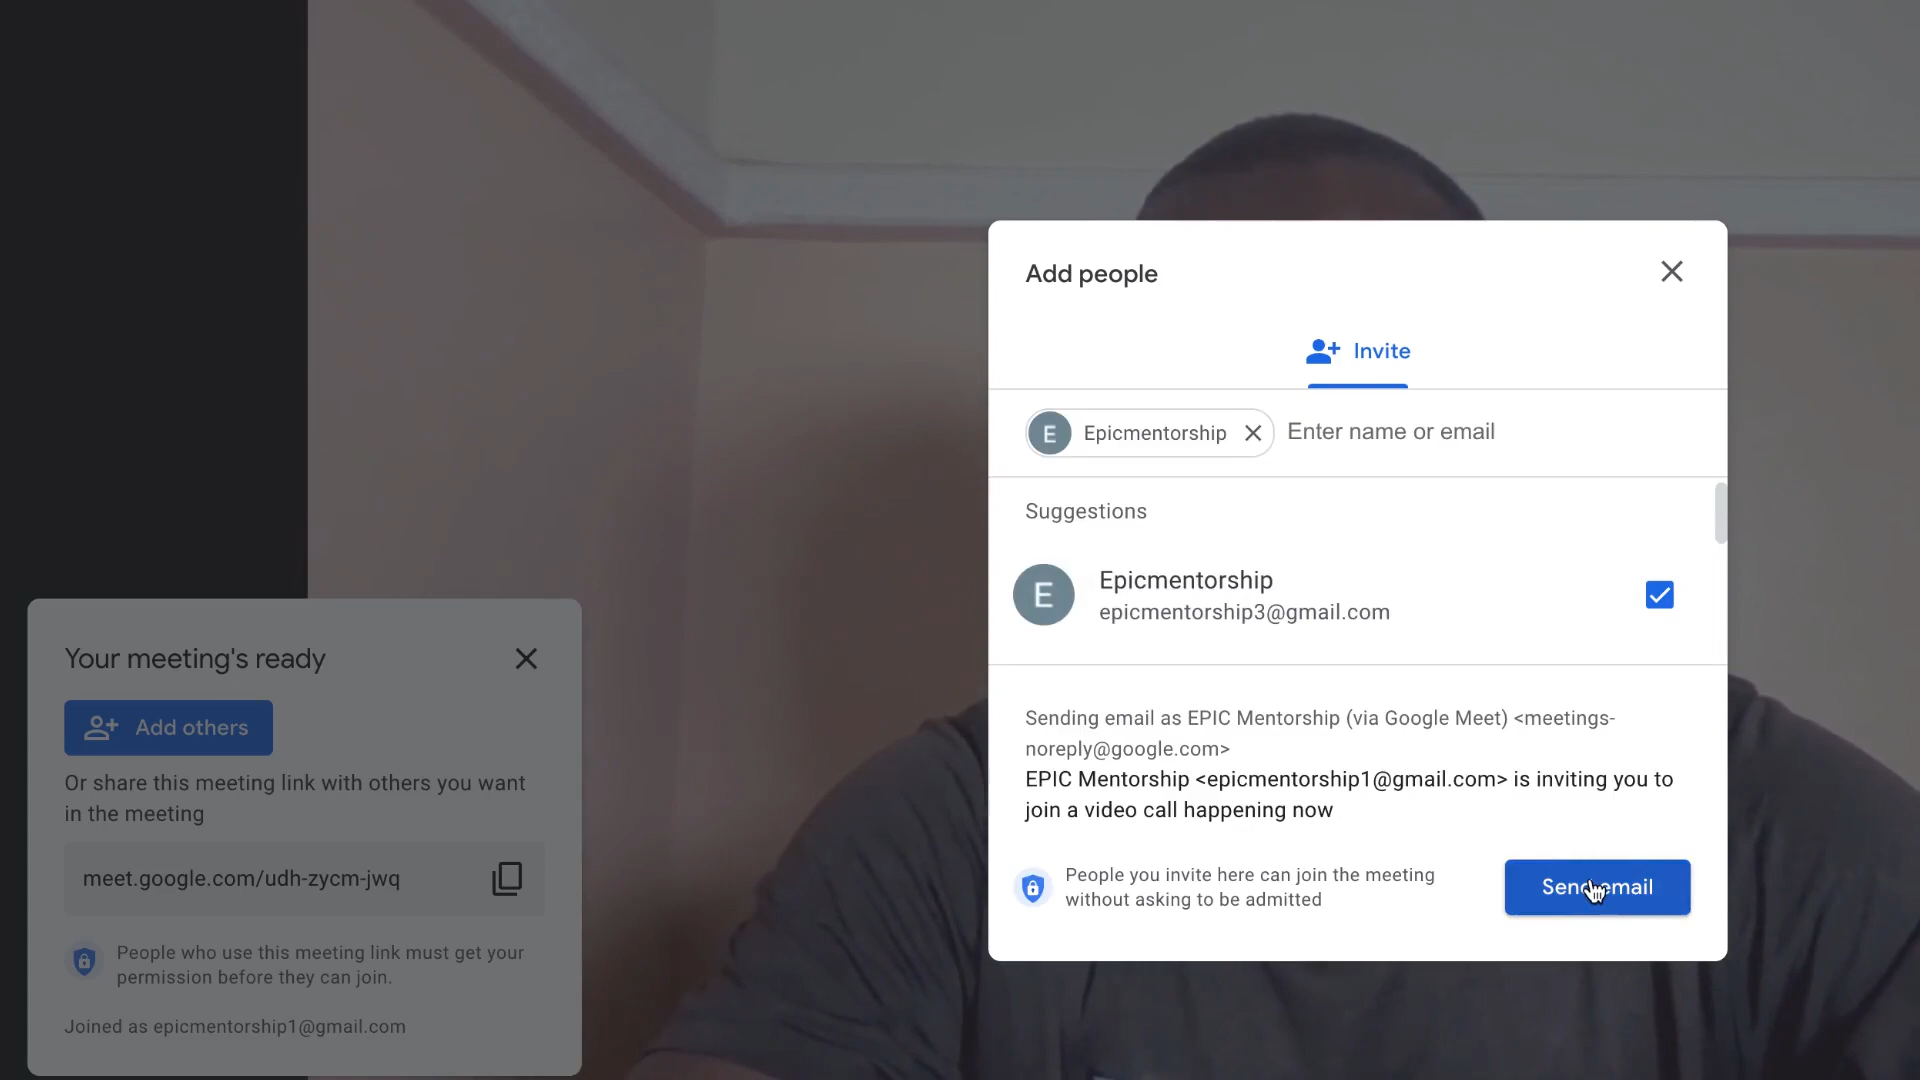 Add people
Invite
E Epicmentorship Enter name or email
Suggestions
E
Epicmentorship
epicmentorship3@gmail.com
Sending email as EPIC Mentorship (via Google Meet) <meetings-
noreply@google.com>
EPIC Mentorship <epicmentorship1@gmail.com> is inviting you to
join a video call happening now
People you invite here can join the meeting
without asking to be admitted
Send email
Your meeting's ready
Add others
Or share this meeting link with others you want
in the meeting
meet.google.com/udh-zycm-jwq
People who use this meeting link must get your
permission before they can join.
Joined as epicmentorship1@gmail.com